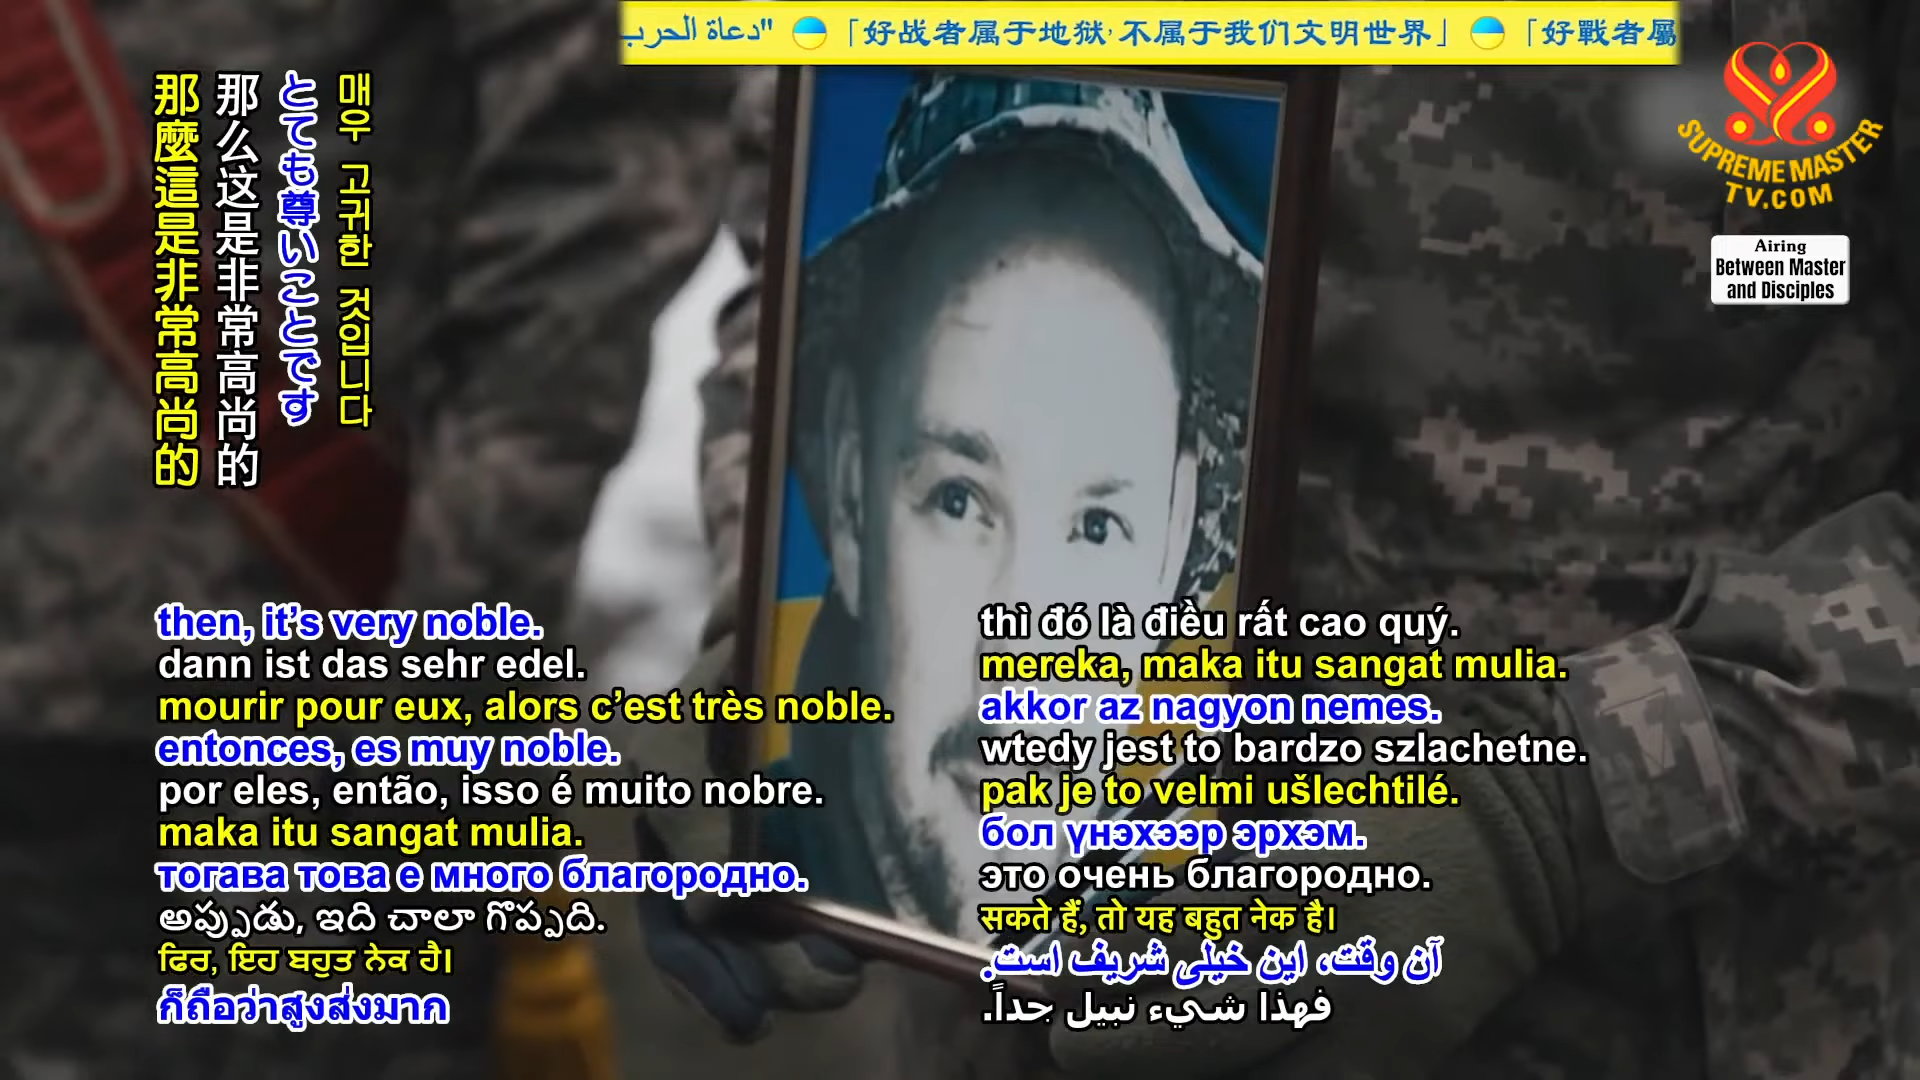 دعاة الحرب" 「好战者属于地狱，不属于我们文明世界」 「好戰者屬
SUPREME MASTER
TV.COM
Airing
Between Master
and Disciples
매우 고귀한 것입니다
とても尊いことです
那么这是非常高尚的
那麼這是非常高尚的
then, it’s very noble.
dann ist das sehr edel.
mourir pour eux, alors c’est très noble.
entonces, es muy noble.
por eles, então, isso é muito nobre.
maka itu sangat mulia.
тогава това е много благородно.
అప్పుడు, ఇది చాలా గొప్పది.
ਫਿਰ, ਇਹ ਬਹੁਤ ਨੇਕ ਹੈ।
ก็ถือว่าสูงส่งมาก
thì đó là điều rất cao quý.
mereka, maka itu sangat mulia.
akkor az nagyon nemes.
wtedy jest to bardzo szlachetne.
pak je to velmi ušlechtilé.
бол үнэхээр эрхэм.
это очень благородно.
सकते हैं, तो यह बहुत नेक है।
آن وقت، این خیلی شریف است.
فهذا شيء نبيل جداً.